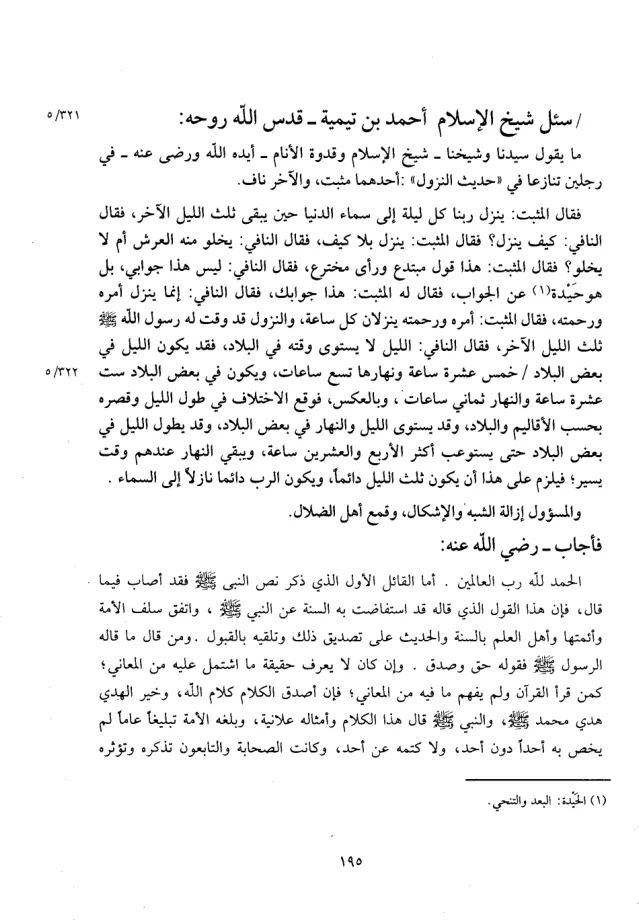 / سئل شيخ الإسلام أحمد بن تيمية ـ قدس اللّه روحه:
٥/٣٢١
ما يقول سيدنا وشيخنا ـ شيخ الإسلام وقدوة الأنام ـ أيده اللّه ورضى عنه ـ في
رجلين تنازعا في «حديث النزول» :أحدهما مثبت، والآخر ناف.
فقال المثبت: ينزل ربنا كل ليلة إلى سماء الدنيا حين يبقى ثلث الليل الآخر، فقال
النافي: كيف ينزل؟ فقال المثبت: ينزل بلا كيف، فقال النافي: يخلو منه العرش أم لا
يخلو؟ فقال المثبت: هذا قول مبتدع ورأى مخترع، فقال النافي: ليس هذا جوابي، بل
هو حَيْدة(١) عن الجواب، فقال له المثبت: هذا جوابك، فقال النافي: إنما ينزل أمره
ورحمته، فقال المثبت: أمره ورحمته ينزلان كل ساعة، والنزول قد وقت له رسول اللّه ﷺ
ثلث الليل الآخر، فقال النافي: الليل لا يستوى وقته في البلاد، فقد يكون الليل في
بعض البلاد / خمس عشرة ساعة ونهارها تسع ساعات، ويكون في بعض البلاد ست
٥/٣٢٢
عشرة ساعة والنهار ثماني ساعات، وبالعكس، فوقع الاختلاف في طول الليل وقصره
بحسب الأقاليم والبلاد، وقد يستوى الليل والنهار في بعض البلاد، وقد يطول الليل في
بعض البلاد حتى يستوعب أكثر الأربع والعشرين ساعة، ويبقي النهار عندهم وقت
يسير؛ فيلزم على هذا أن يكون ثلث الليل دائماً، ويكون الرب دائما نازلاً إلى السماء .
والمسؤول إزالة الشبه والإشكال، وقمع أهل الضلال.
فأجاب ـ رضي اللّه عنه:
الحمد للّه رب العالمين . أما القائل الأول الذي ذكر نص النبى ﷺ فقد أصاب فيما
قال، فإن هذا القول الذي قاله قد استفاضت به السنة عن النبي ﷺ ، واتفق سلف الأمة
وأئمتها وأهل العلم بالسنة والحديث على تصديق ذلك وتلقيه بالقبول .ومن قال ما قاله
الرسول ﷺ فقوله حق وصدق . وإن كان لا يعرف حقيقة ما اشتمل عليه من المعاني؛
كمن قرأ القرآن ولم يفهم ما فيه من المعاني؛ فإن أصدق الكلام كلام اللّه، وخير الهدي
هدي محمد ﷺ، والنبي ﷺ قال هذا الكلام وأمثاله علانية، وبلغه الأمة تبليغاً عاماً لم
يخص به أحداً دون أحد، ولا كتمه عن أحد، وكانت الصحابة والتابعون تذكره وتؤثره
(١) الحَيْدة: البعد والتنحي.
١٩٥